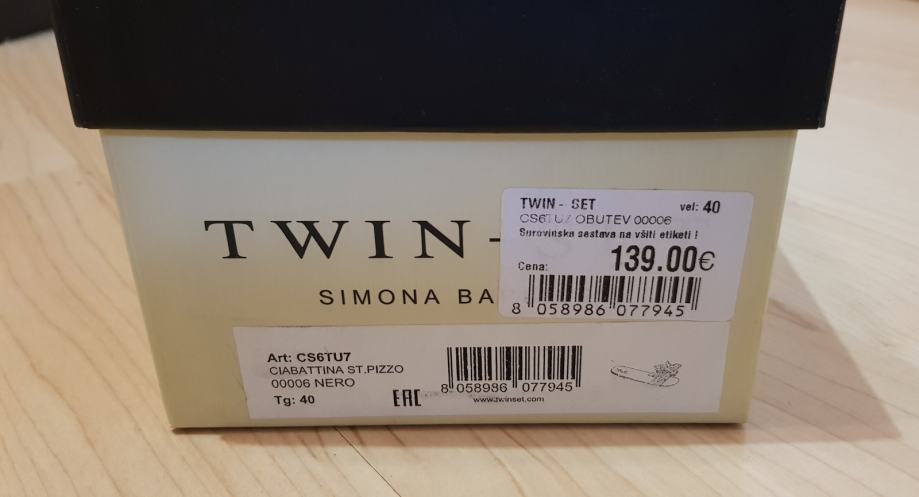 TWIN-
SIMONA BA
TWIN - SET vel: 40
CS6TU7 OBUTEV 00006
Surovinska sestava na všiti etiketi !
Cena: 139.00€
8 058986 077945
Art: CS6TU7
CIABATTINA ST.PIZZO
00006 NERO
Tg: 40
EAC
8 058986 077945
www.twinset.com